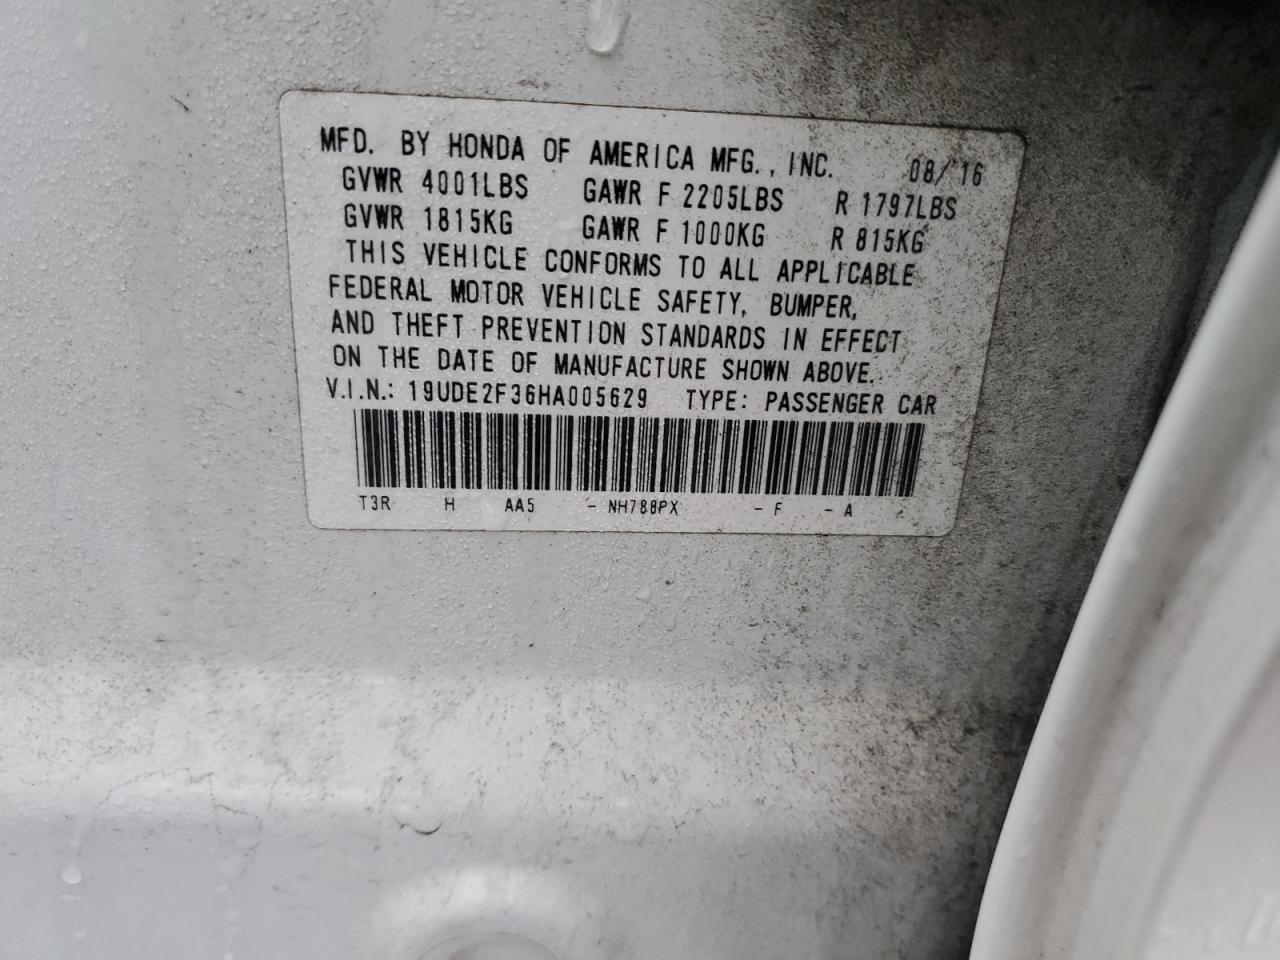 MFD. BY HONDA OF AMERICA MFG., INC. 08/'16
GVWR 4001LBS GAWR F 2205LBS R 1797LBS
GVWR 1815KG GAWR F 1000KG R 815KG
THIS VEHICLE CONFORMS TO ALL APPLICABLE
FEDERAL MOTOR VEHICLE SAFETY, BUMPER,
AND THEFT PREVENTION STANDARDS IN EFFECT
ON THE DATE OF MANUFACTURE SHOWN ABOVE.
V.I.N.: 19UDE2F36HA005629 TYPE: PASSENGER CAR
T3R H AA5 - NH788PX - F - A